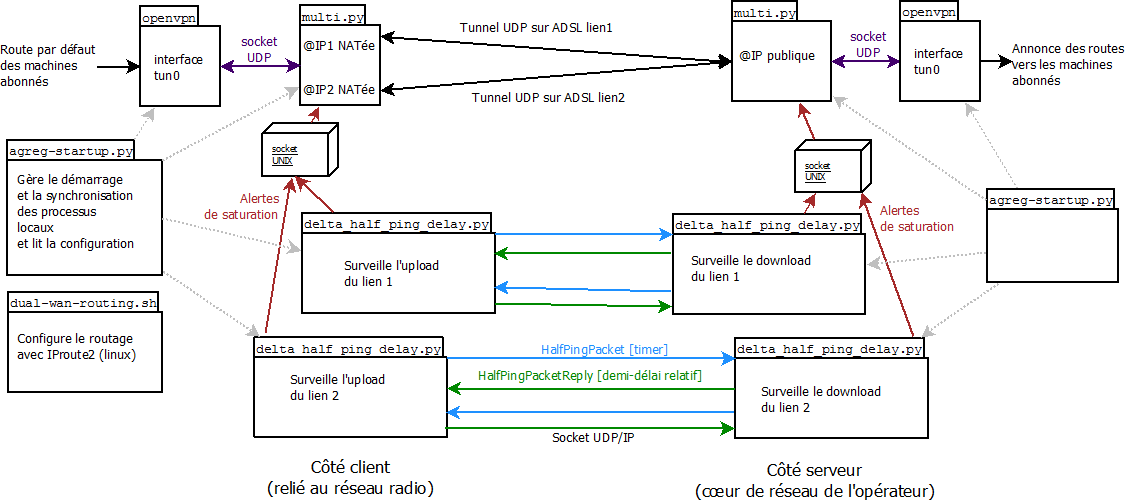 openvpn
multi.py
multi.py
openvpn
Route par défaut
des machines
abonnés
interface
tun0
socket
UDP
@IP1 NATée
@IP2 NATée
Tunnel UDP sur ADSL lien1
Tunnel UDP sur ADSL lien2
@IP publique
socket
UDP
interface
tun0
Annonce des routes
vers les machines
abonnés
agreg-startup.py
Gère le démarrage
et la synchronisation
des processus
locaux
et lit la configuration
socket
UNIX
socket
UNIX
Alertes
de saturation
Alertes
de saturation
agreg-startup.py
delta_half_ping_delay.py
Surveille l'upload
du lien 1
delta_half_ping_delay.py
Surveille le download
du lien 1
dual-wan-routing.sh
Configure le routage
avec IProute2 (linux)
delta_half_ping_delay.py
Surveille l'upload
du lien 2
HalfPingPacket [timer]
HalfPingPacketReply [demi-délai relatif]
Socket UDP/IP
delta_half_ping_delay.py
Surveille le download
du lien 2
Côté client
(relié au réseau radio)
Côté serveur
(cœur de réseau de l'opérateur)